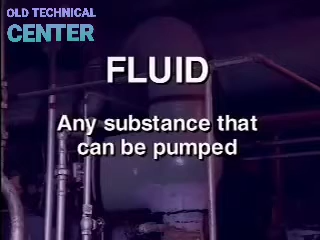 OLD TECHNICAL
CENTER
FLUID
Any substance that
can be pumped